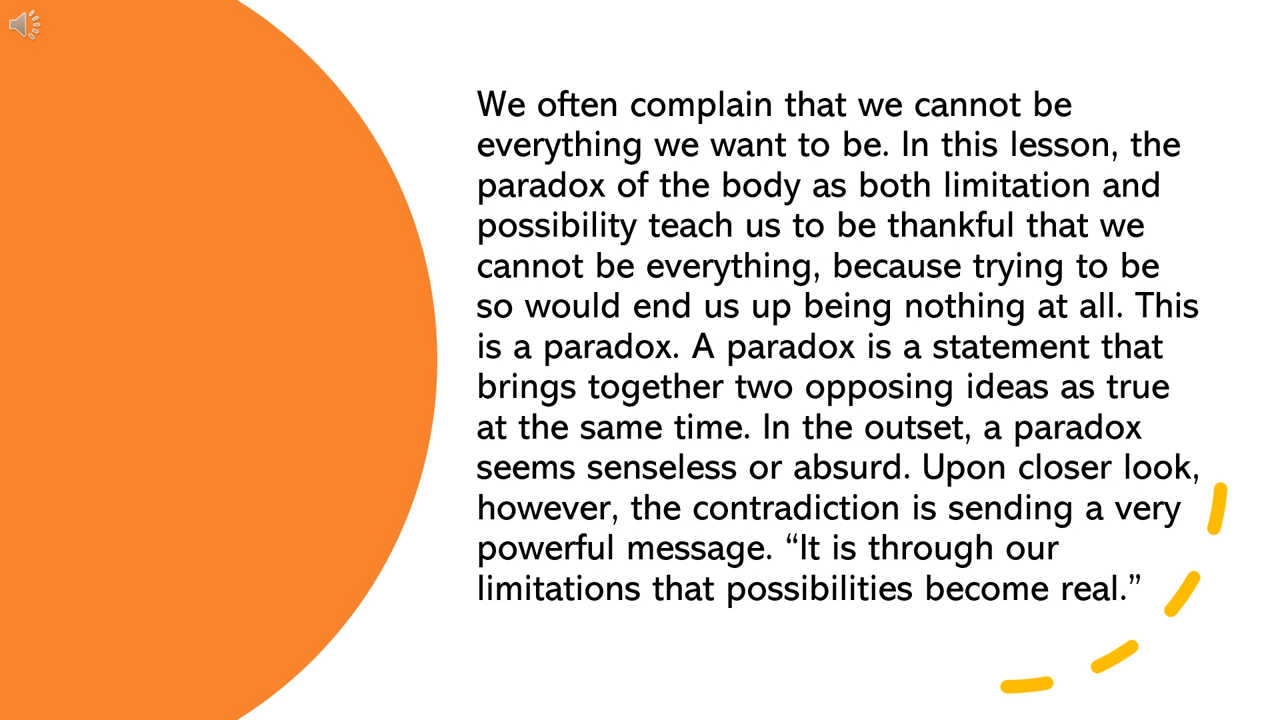 We often complain that we cannot be
everything we want to be. In this lesson, the
paradox of the body as both limitation and
possibility teach us to be thankful that we
cannot be everything, because trying to be
so would end us up being nothing at all. This
is a paradox. A paradox is a statement that
brings together two opposing ideas as true
at the same time. In the outset, a paradox
seems senseless or absurd. Upon closer look,
however, the contradiction is sending a very
powerful message. “It is through our
limitations that possibilities become real.”